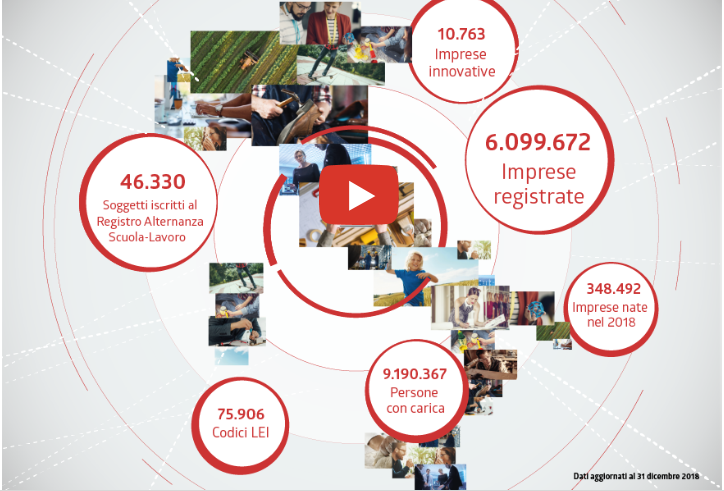 10.763
Imprese
innovative
6.099.672
Imprese
registrate
46.330
Soggetti iscritti al
Registro Alternanza
Scuola-Lavoro
348.492
Imprese nate
nel 2018
9.190.367
Persone
con carica
75.906
Codici LEI
Dati aggiornati al 31 dicembre 2018